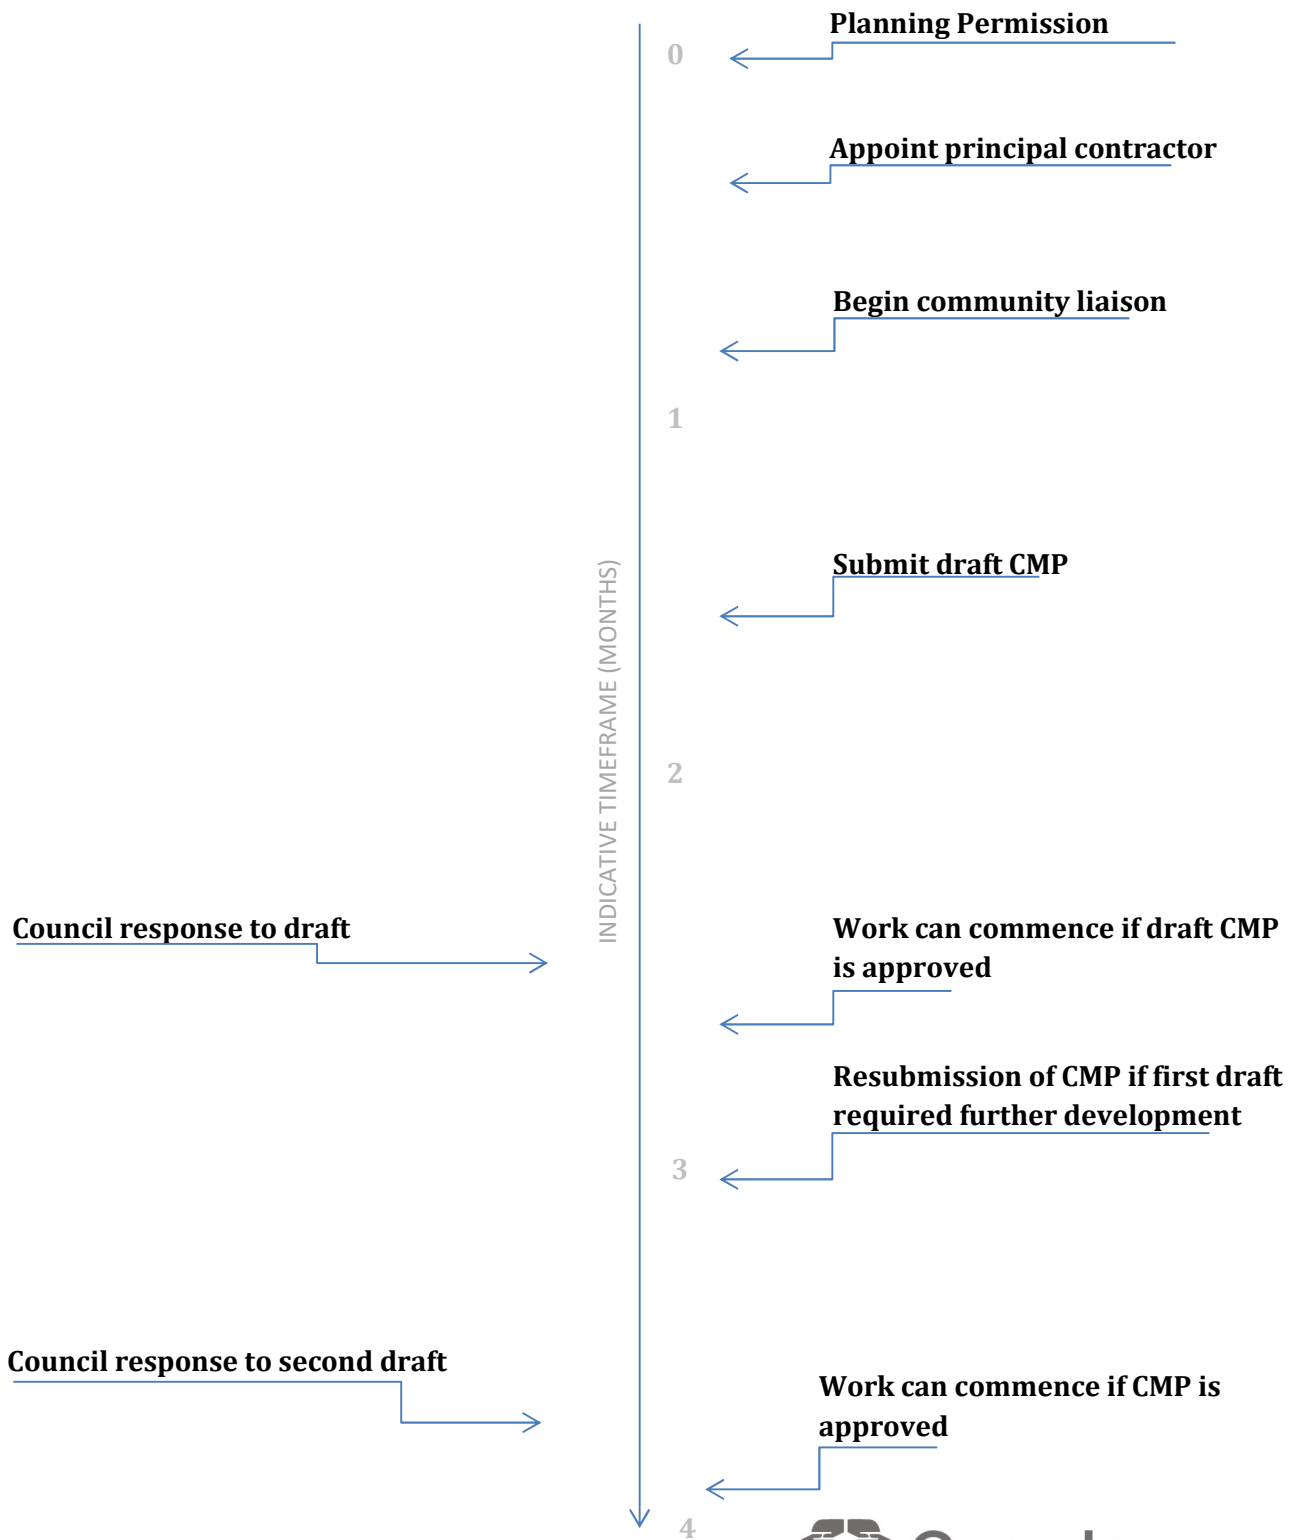 Planning Permission
0
Appoint principal contractor
Begin community liaison
1
Submit draft CMP
INDICATIVE TIMEFRAME (MONTHS)
2
Council response to draft
Work can commence if draft CMP
is approved
Resubmission of CMP if first draft
required further development
3
Council response to second draft
Work can commence if CMP is
approved
4